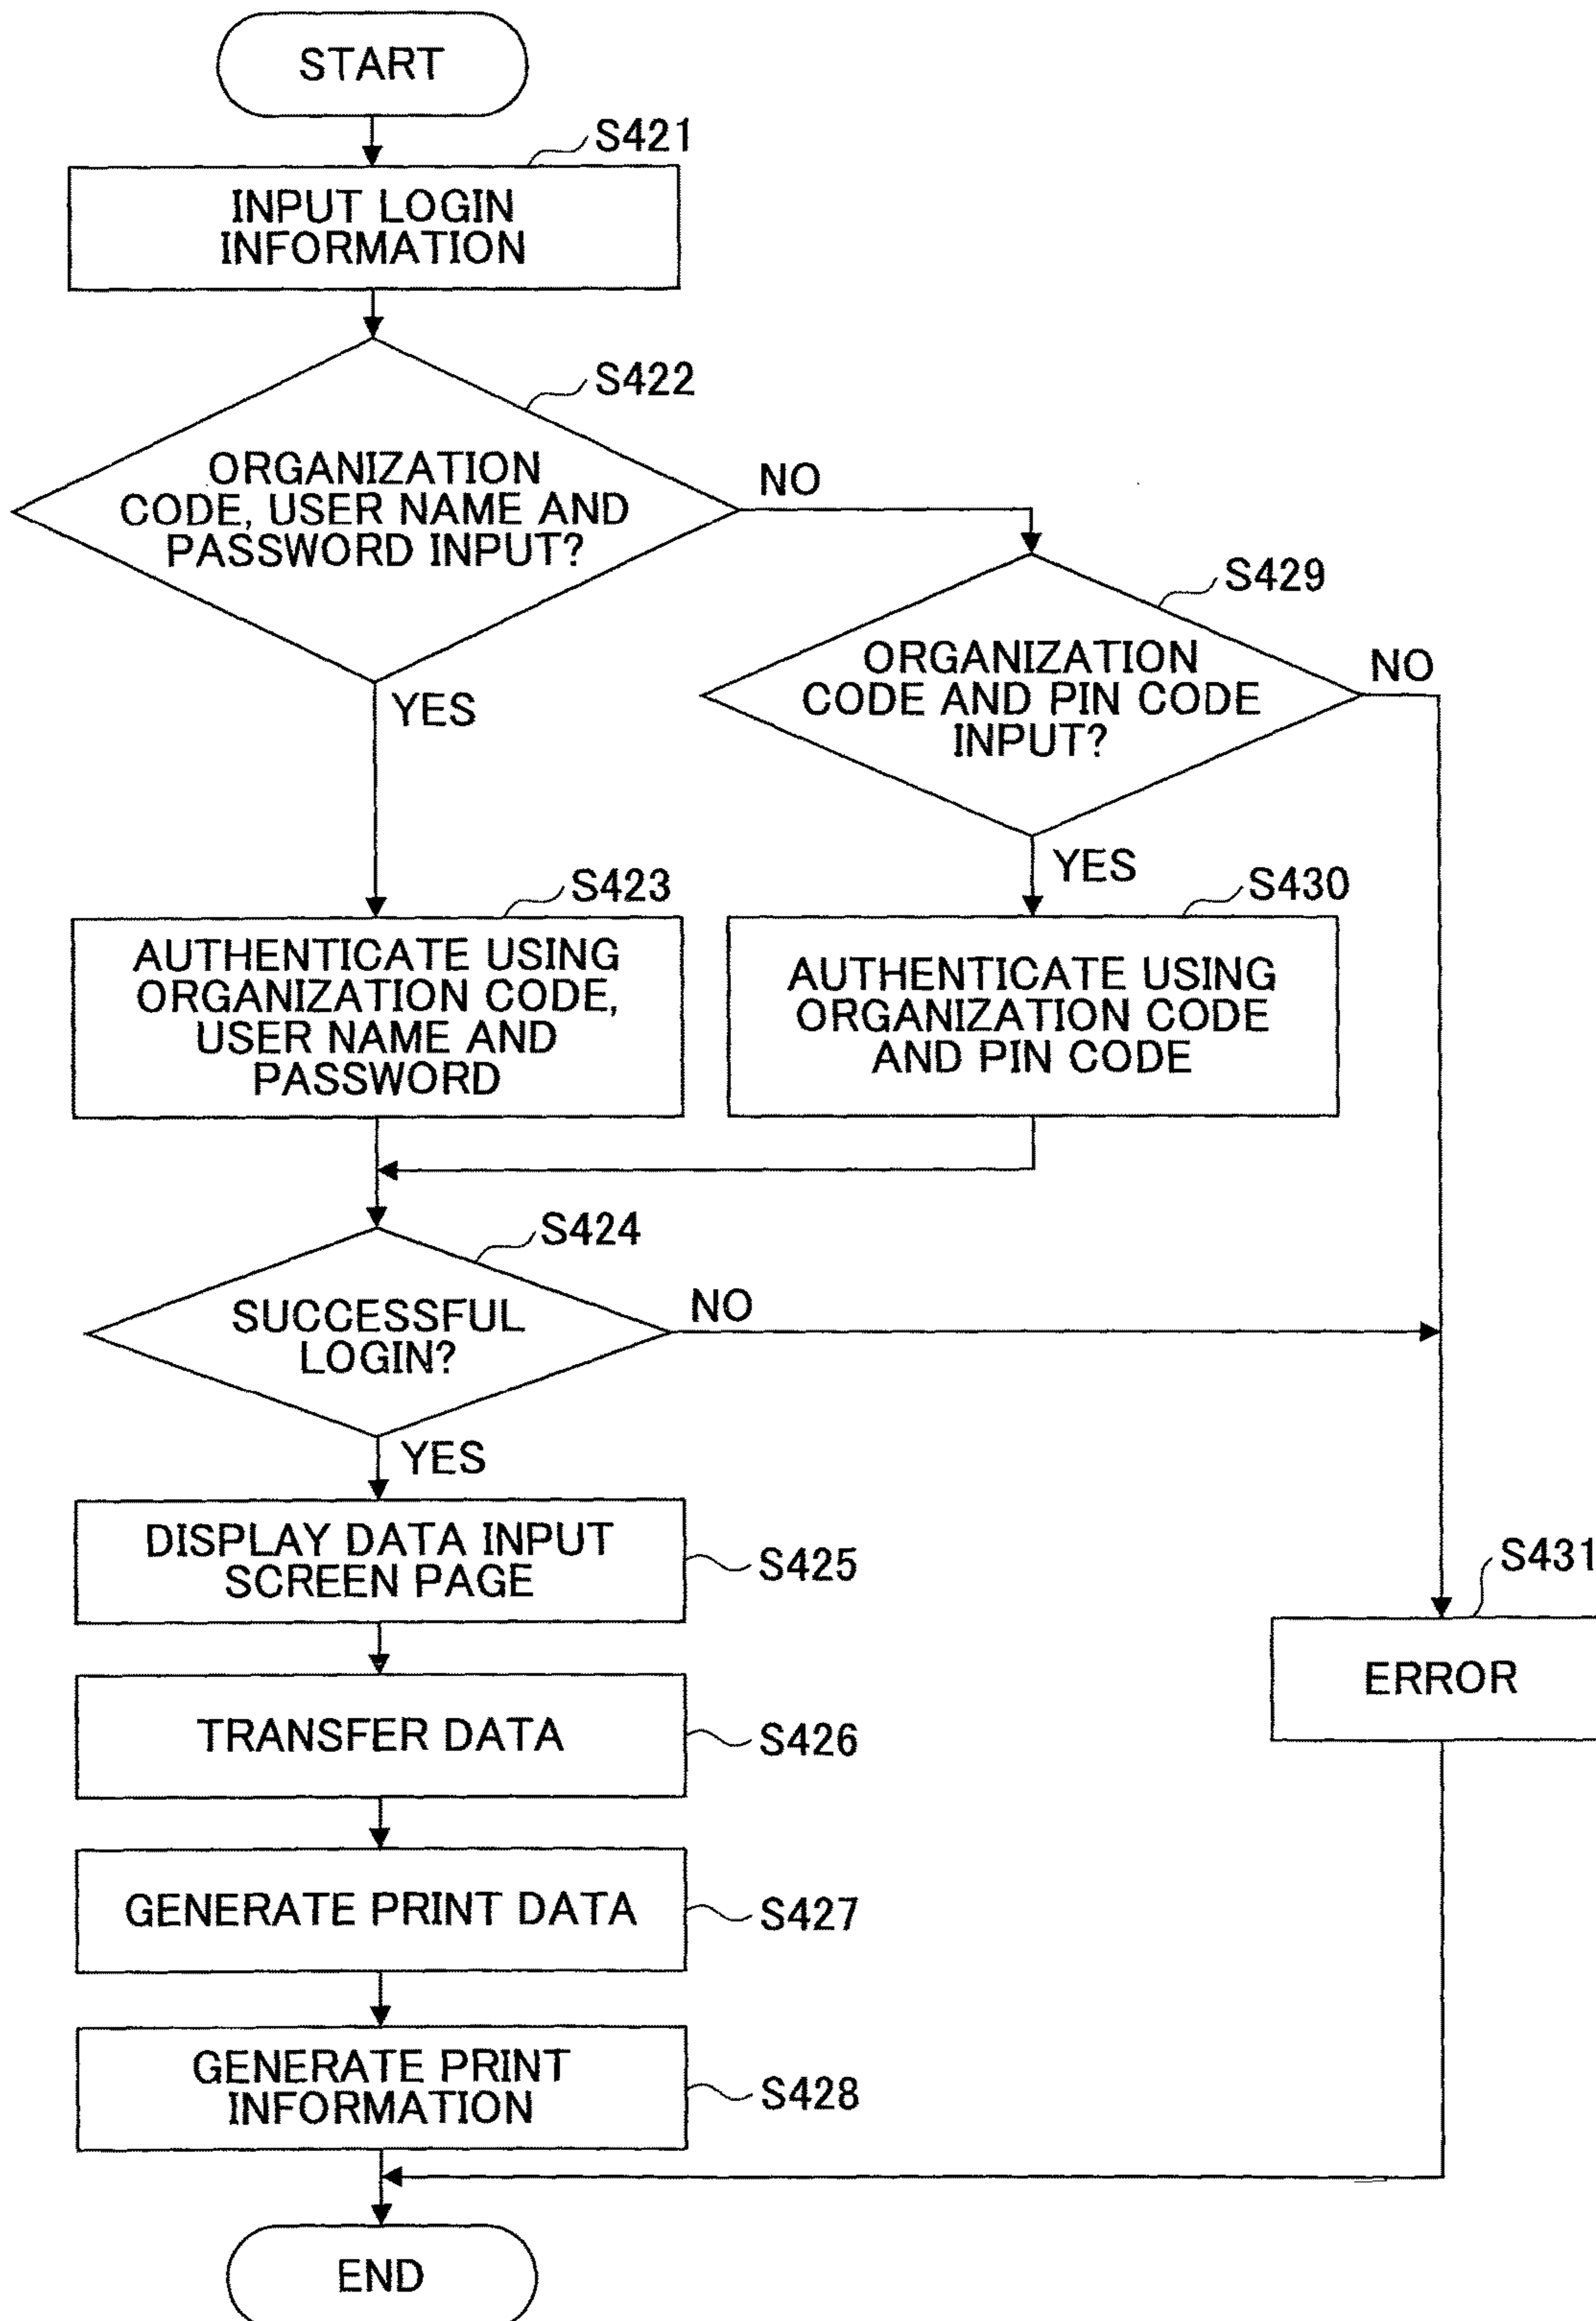 START
S421
INPUT LOGIN
INFORMATION
S422
ORGANIZATION
CODE, USER NAME AND
PASSWORD INPUT?
NO
YES
S429
ORGANIZATION
CODE AND PIN CODE
INPUT?
NO
YES
S423
AUTHENTICATE USING
ORGANIZATION CODE,
USER NAME AND
PASSWORD
S430
AUTHENTICATE USING
ORGANIZATION CODE
AND PIN CODE
S424
SUCCESSFUL
LOGIN?
NO
YES
DISPLAY DATA INPUT
SCREEN PAGE
S425
S431
ERROR
TRANSFER DATA
S426
GENERATE PRINT DATA
S427
GENERATE PRINT
INFORMATION
S428
END